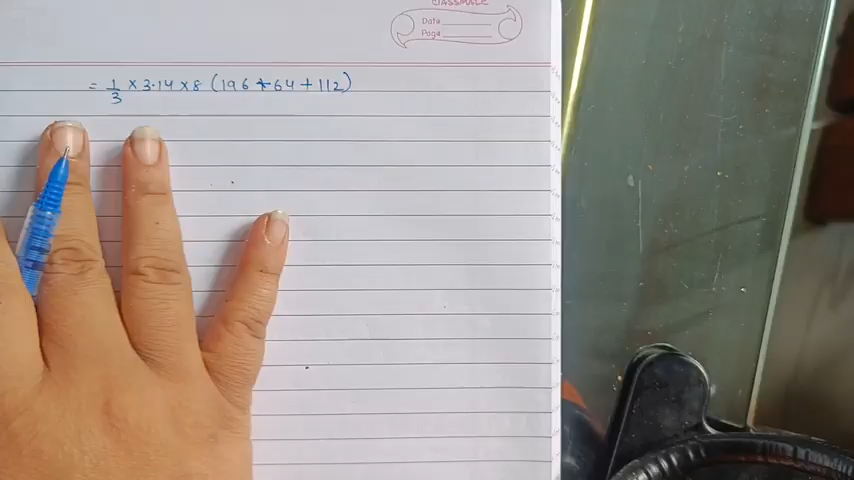 CLASSMATE
Date
Page
= 1/3 × 3.14 × 8 (196 + 64 + 112)